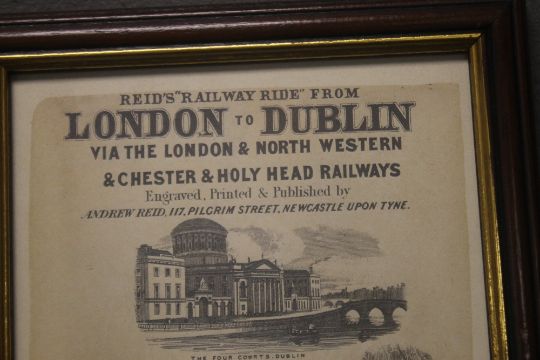 REID'S "RAILWAY RIDE" FROM
LONDON TO DUBLIN
VIA THE LONDON & NORTH WESTERN
& CHESTER & HOLY HEAD RAILWAYS
Engraved, Printed & Published by
ANDREW REID, 117, PILGRIM STREET, NEWCASTLE UPON TYNE.
THE FOUR COURTS. DUBLIN